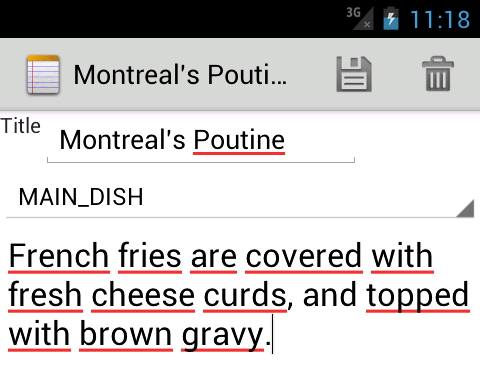 3G 11:18
Montreal's Pouti...
Title Montreal's Poutine
MAIN_DISH
French fries are covered with
fresh cheese curds, and topped
with brown gravy.